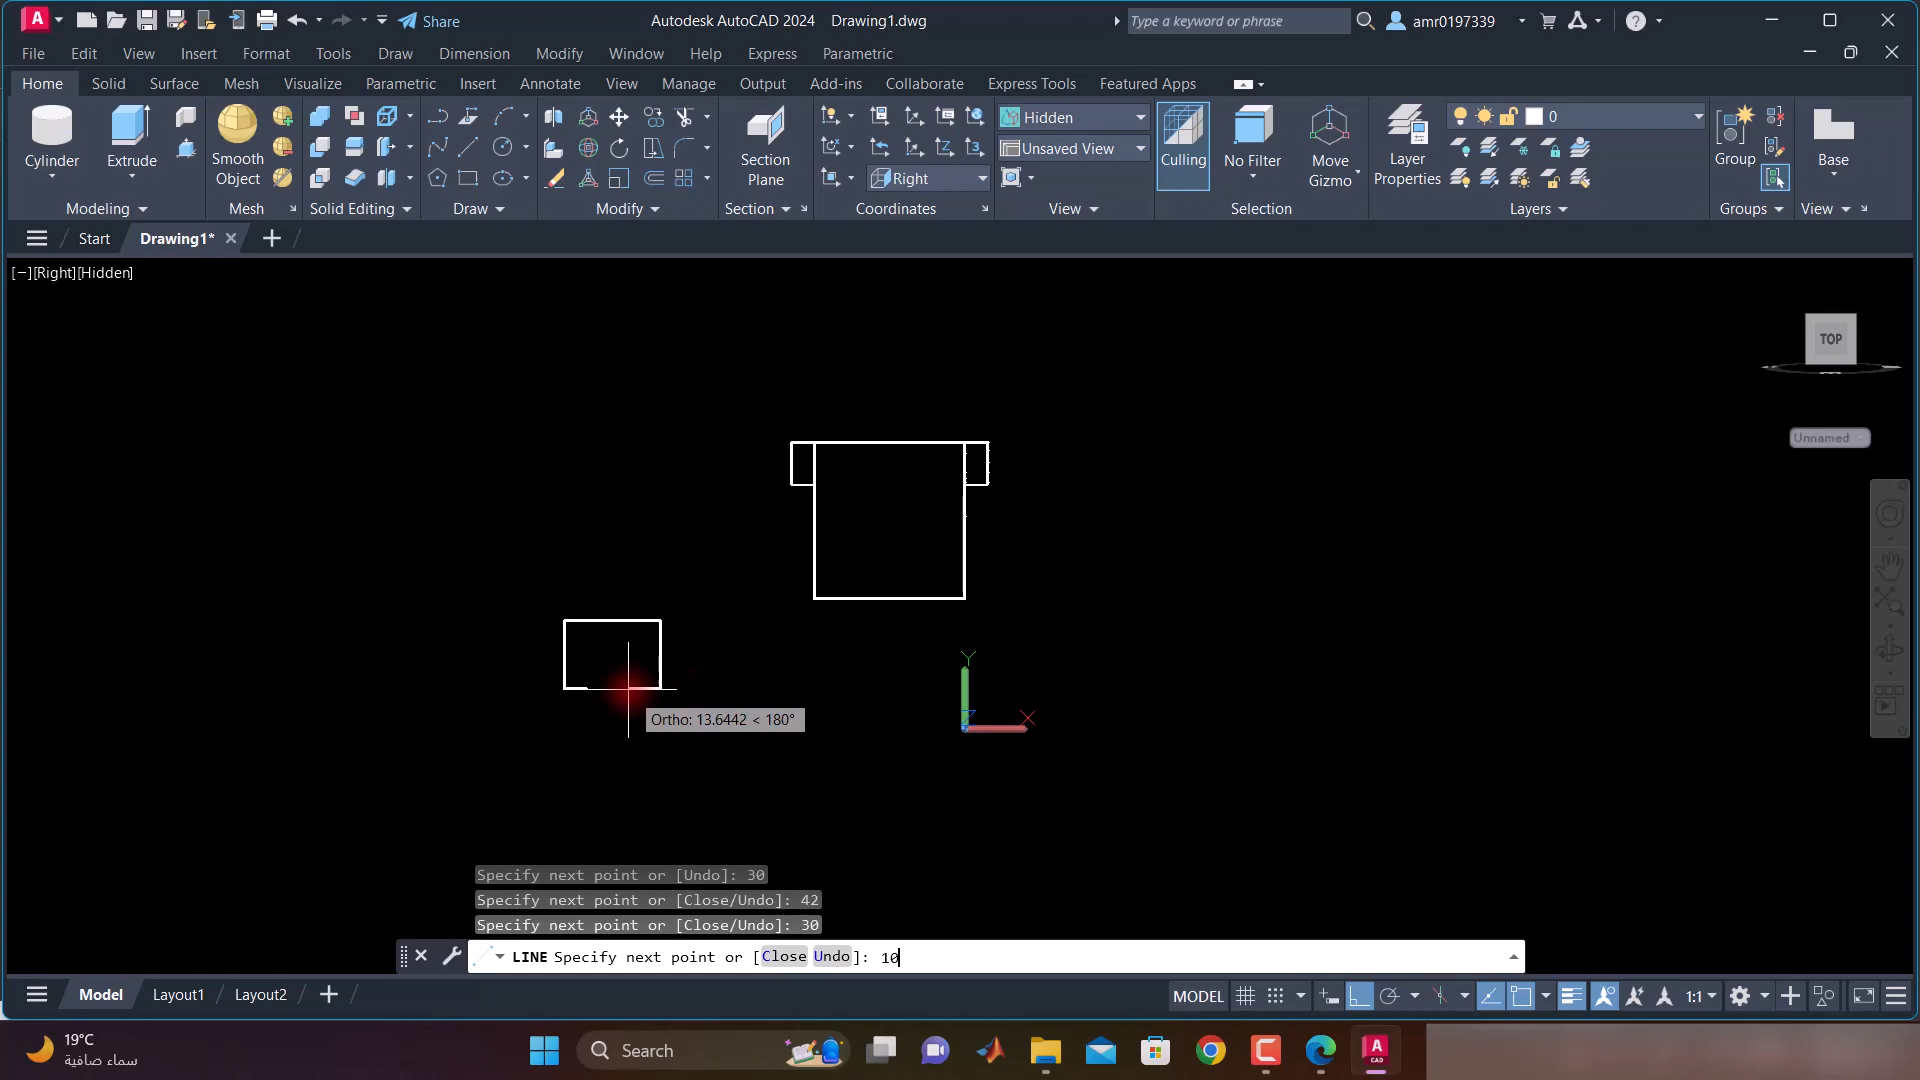 A Share Autodesk AutoCAD 2024 Drawing1.dwg Type a keyword or phrase amr0197339
File Edit View Insert Format Tools Draw Dimension Modify Window Help Express Parametric
Home Solid Surface Mesh Visualize Parametric Insert Annotate View Manage Output Add-ins Collaborate Express Tools Featured Apps
Cylinder Extrude Smooth Object Section Plane Hidden Unsaved View Right Culling No Filter Move Gizmo Layer Properties 0 Group Base
Modeling Mesh Solid Editing Draw Modify Section Coordinates View Selection Layers Groups View
Start Drawing1* +
[−][Right][Hidden]
TOP
Unnamed
Y
X
Ortho: 13.6442 < 180°
Specify next point or [Undo]: 30
Specify next point or [Close/Undo]: 42
Specify next point or [Close/Undo]: 30
LINE Specify next point or [Close Undo]: 10
Model Layout1 Layout2 + MODEL 1:1
19°C
سماء صافية
Search
A CAD